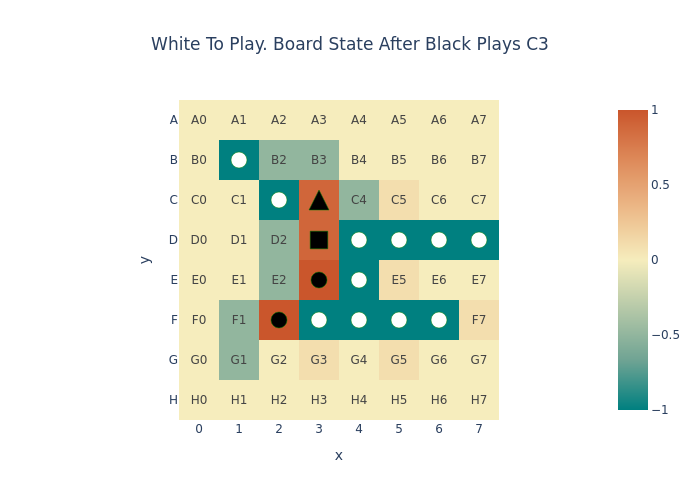 White To Play. Board State After Black Plays C3
A A0 A1 A2 A3 A4 A5 A6 A7
B B0 B2 B3 B4 B5 B6 B7
C C0 C1 C4 C5 C6 C7
D D0 D1 D2
E E0 E1 E2 E5 E6 E7
F F0 F1 F7
G G0 G1 G2 G3 G4 G5 G6 G7
H H0 H1 H2 H3 H4 H5 H6 H7
0 1 2 3 4 5 6 7
x
y
1
0.5
0
−0.5
−1